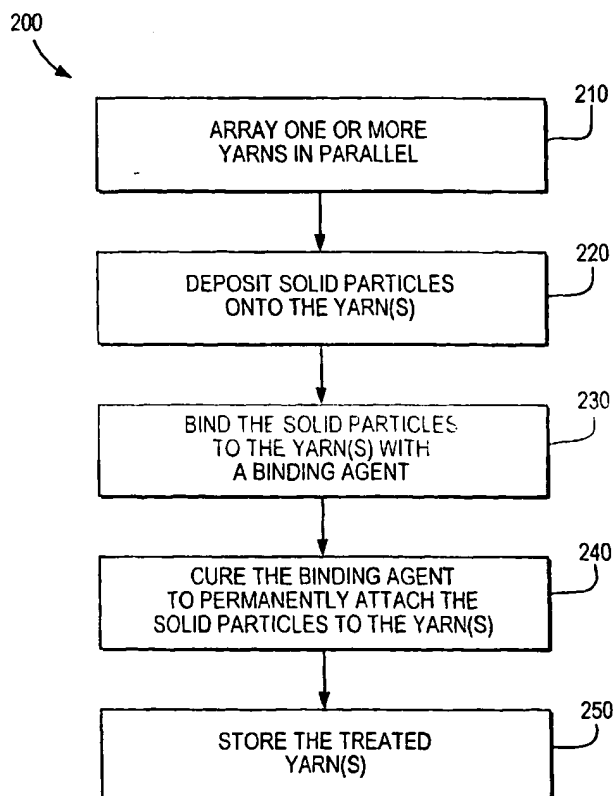 200
210
ARRAY ONE OR MORE
YARNS IN PARALLEL
220
DEPOSIT SOLID PARTICLES
ONTO THE YARN(S)
230
BIND THE SOLID PARTICLES
TO THE YARN(S) WITH
A BINDING AGENT
240
CURE THE BINDING AGENT
TO PERMANENTLY ATTACH THE
SOLID PARTICLES TO THE YARN(S)
250
STORE THE TREATED
YARN(S)